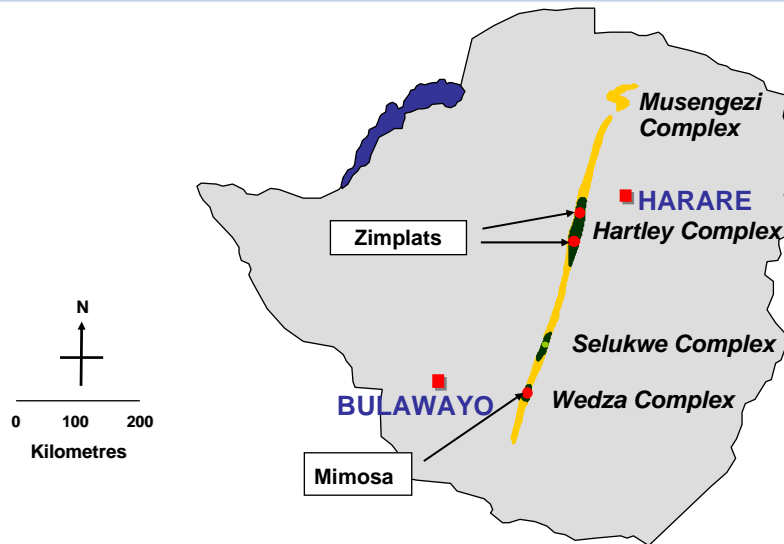 Musengezi
Complex
HARARE
Zimplats
Hartley Complex
N
Selukwe Complex
BULAWAYO
Wedza Complex
0 100 200
Kilometres
Mimosa